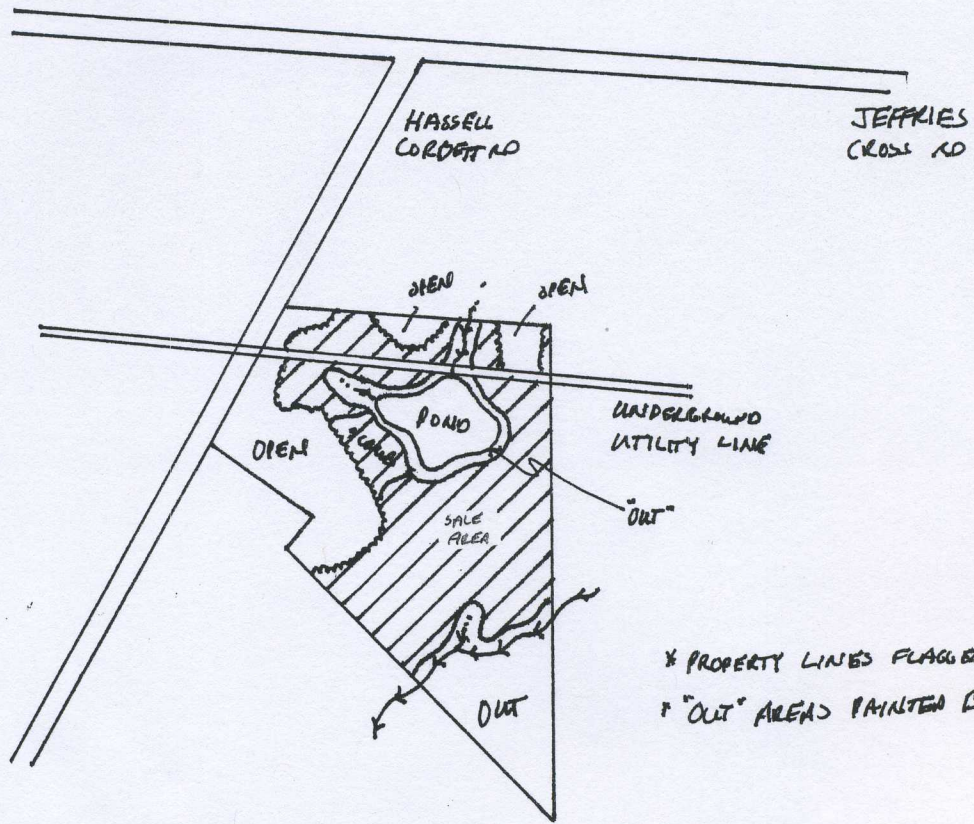 HASSELL
CORBETT RD
JEFFRIES
CROSS RD
OPEN
OPEN
POND
OPEN
UNDERGROUND
UTILITY LINE
"OUT"
SALE
AREA
* PROPERTY LINES FLAGGE
* "OUT" AREAS PAINTED
OUT